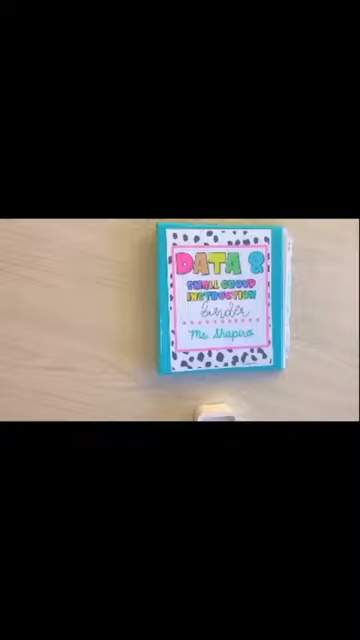 DATA &
SMALL GROUP
INSTRUCTION
binder
Ms. Shapiro